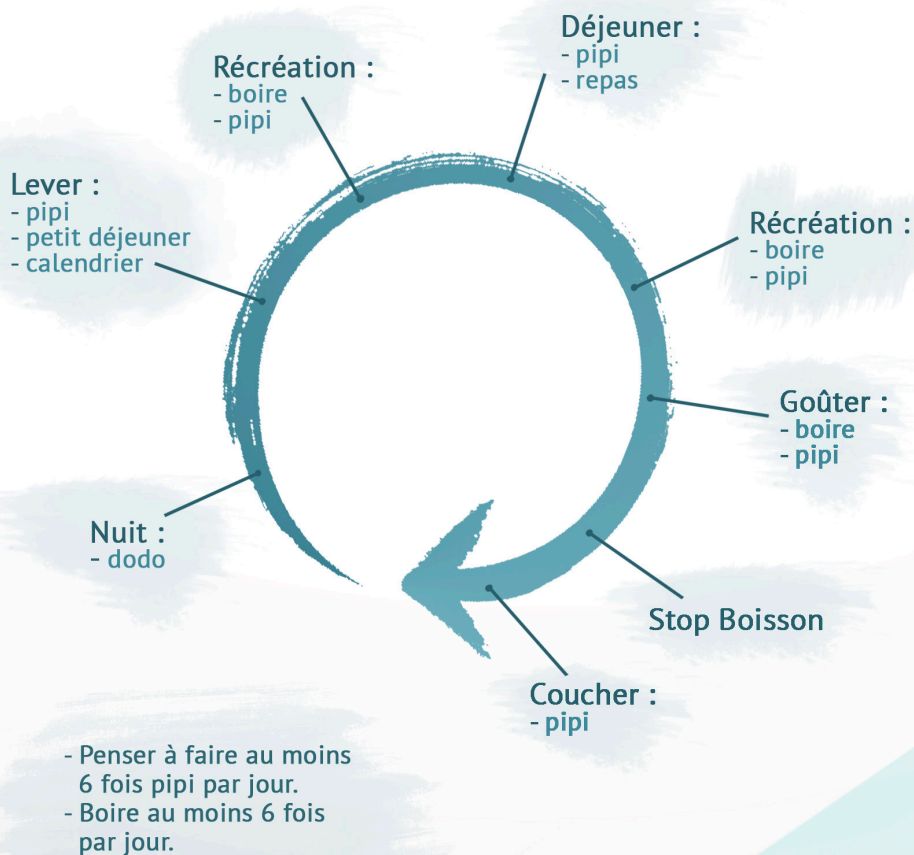 Déjeuner :
- pipi
- repas
Récréation :
- boire
- pipi
Lever :
- pipi
- petit déjeuner
- calendrier
Récréation :
- boire
- pipi
Goûter :
- boire
- pipi
Nuit :
- dodo
Stop Boisson
Coucher :
- pipi
- Penser à faire au moins
6 fois pipi par jour.
- Boire au moins 6 fois
par jour.